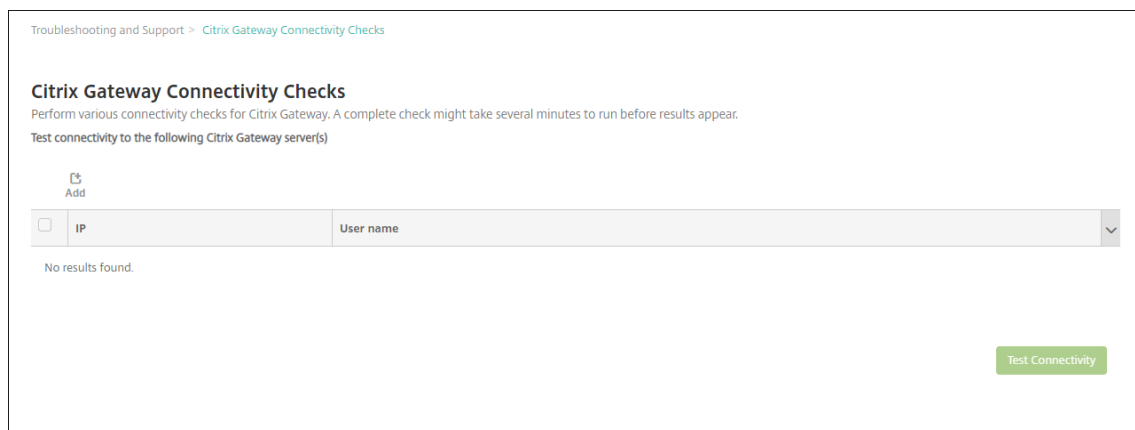 Troubleshooting and Support > Citrix Gateway Connectivity Checks
Citrix Gateway Connectivity Checks
Perform various connectivity checks for Citrix Gateway. A complete check might take several minutes to run before results appear.
Test connectivity to the following Citrix Gateway server(s)
Add
IP User name
No results found.
Test Connectivity